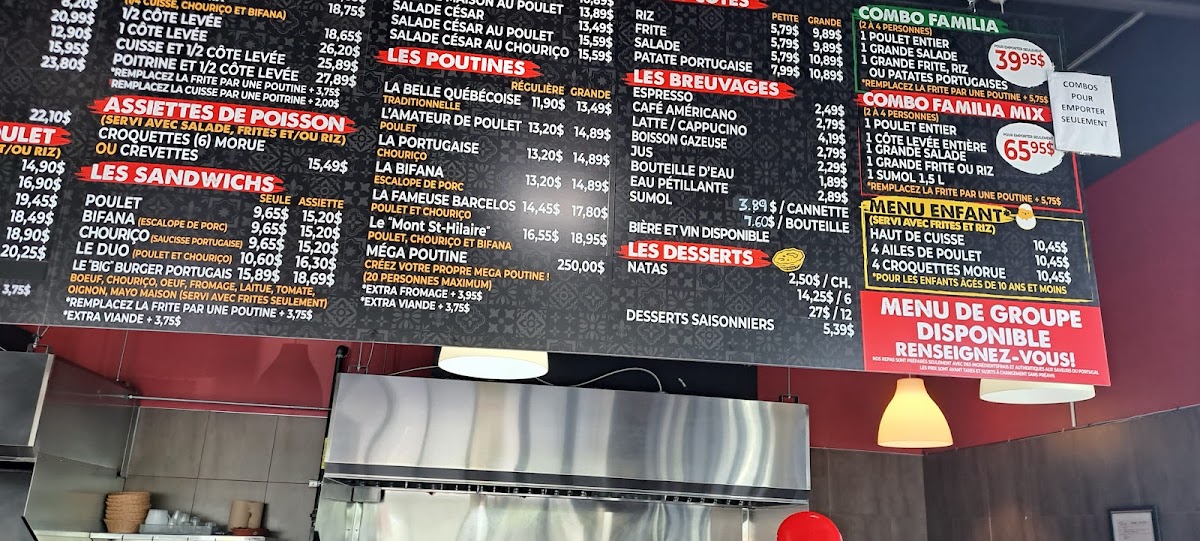 8,20$
12,90$
20,99$
15,95$
23,80$
22,10$
ULET
T/OU RIZ)
14,90$
16,90$
19,45$
18,49$
18,90$
20,25$
3,75$
(1/4 CUISSE, CHOURIÇO ET BIFANA)
18,75$
1/2 CÔTE LEVÉE 18,65$
1 CÔTE LEVÉE 26,20$
CUISSE ET 1/2 CÔTE LEVÉE 25,89$
POITRINE ET 1/2 CÔTE LEVÉE 27,89$
*REMPLACEZ LA FRITE PAR UNE POUTINE + 3,75$
REMPLACEZ LA CUISSE PAR UNE POITRINE + 2,00$
ASSIETTES DE POISSON
(SERVI AVEC SALADE, FRITES ET/OU RIZ)
CROQUETTES (6) MORUE
OU CREVETTES 15,49$
LES SANDWICHS
SEULE ASSIETTE
POULET 9,65$ 15,20$
BIFANA (ESCALOPE DE PORC) 9,65$ 15,20$
CHOURIÇO (SAUCISSE PORTUGAISE) 9,65$ 15,20$
LE DUO (POULET ET CHOURIÇO) 10,60$ 16,30$
LE 'BIG' BURGER PORTUGAIS 15,89$ 18,69$
BOEUF, CHOURIÇO, OEUF, FROMAGE, LAITUE, TOMATE,
OIGNON, MAYO MAISON (SERVI AVEC FRITES SEULEMENT)
*REMPLACEZ LA FRITE PAR UNE POUTINE + 3,75$
*EXTRA VIANDE + 3,75$
MAISON AU POULET
SALADE CÉSAR 13,89$
SALADE CÉSAR AU POULET 13,49$
SALADE CÉSAR AU CHOURIÇO 15,59$
15,59$
LES POUTINES
RÉGULIÈRE GRANDE
LA BELLE QUÉBÉCOISE 11,90$ 13,49$
TRADITIONNELLE
L'AMATEUR DE POULET 13,20$ 14,89$
POULET
LA PORTUGAISE 13,20$ 14,89$
CHOURIÇO
LA BIFANA 13,20$ 14,89$
ESCALOPE DE PORC
LA FAMEUSE BARCELOS 14,45$ 17,80$
POULET ET CHOURIÇO
Le "Mont St-Hilaire" 16,55$ 18,95$
POULET, CHOURIÇO ET BIFANA
MÉGA POUTINE 250,00$
(CRÉEZ VOTRE PROPRE MEGA POUTINE !
(20 PERSONNES MAXIMUM)
*EXTRA FROMAGE + 3,95$
*EXTRA VIANDE + 3,75$
PETITE GRANDE
RIZ 5,79$ 9,89$
FRITE 5,79$ 9,89$
SALADE 5,79$ 10,89$
PATATE PORTUGAISE 7,99$ 10,89$
LES BREUVAGES
ESPRESSO 2,49$
CAFÉ AMÉRICANO 2,79$
LATTE / CAPPUCINO 4,19$
BOISSON GAZEUSE 2,79$
JUS 2,79$
BOUTEILLE D'EAU 2,29$
EAU PÉTILLANTE 1,89$
SUMOL 2,89$
3,89 $ / CANNETTE
7,60$ / BOUTEILLE
BIÈRE ET VIN DISPONIBLE
LES DESSERTS
NATAS 2,50$ / CH.
14,25$ / 6
27$ / 12
DESSERTS SAISONNIERS 5,39$
COMBO FAMILIA
(2 À 4 PERSONNES)
1 POULET ENTIER
1 GRANDE SALADE
1 GRANDE FRITE, RIZ
OU PATATES PORTUGAISES
*REMPLACEZ LA FRITE PAR UNE POUTINE + 5,75$
POUR EMPORTER SEULEMENT
39,95$
COMBO FAMILIA MIX
(2 À 4 PERSONNES)
1 POULET ENTIER
1 CÔTE LEVÉE ENTIÈRE
1 GRANDE SALADE
1 GRANDE FRITE OU RIZ
1 SUMOL 1,5 L
*REMPLACEZ LA FRITE PAR UNE POUTINE + 5,75$
POUR EMPORTER SEULEMENT
65,95$
COMBOS
POUR
EMPORTER
SEULEMENT
MENU ENFANT*
(SERVI AVEC FRITES ET RIZ)
HAUT DE CUISSE 10,45$
4 AILES DE POULET 10,45$
4 CROQUETTES MORUE 10,45$
*POUR LES ENFANTS ÂGÉS DE 10 ANS ET MOINS
MENU DE GROUPE
DISPONIBLE
RENSEIGNEZ-VOUS!